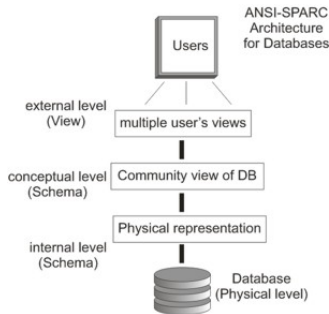 ANSI-SPARC
Architecture
for Databases
Users
external level
(View)
multiple user's views
conceptual level
(Schema)
Community view of DB
Physical representation
internal level
(Schema)
Database
(Physical level)